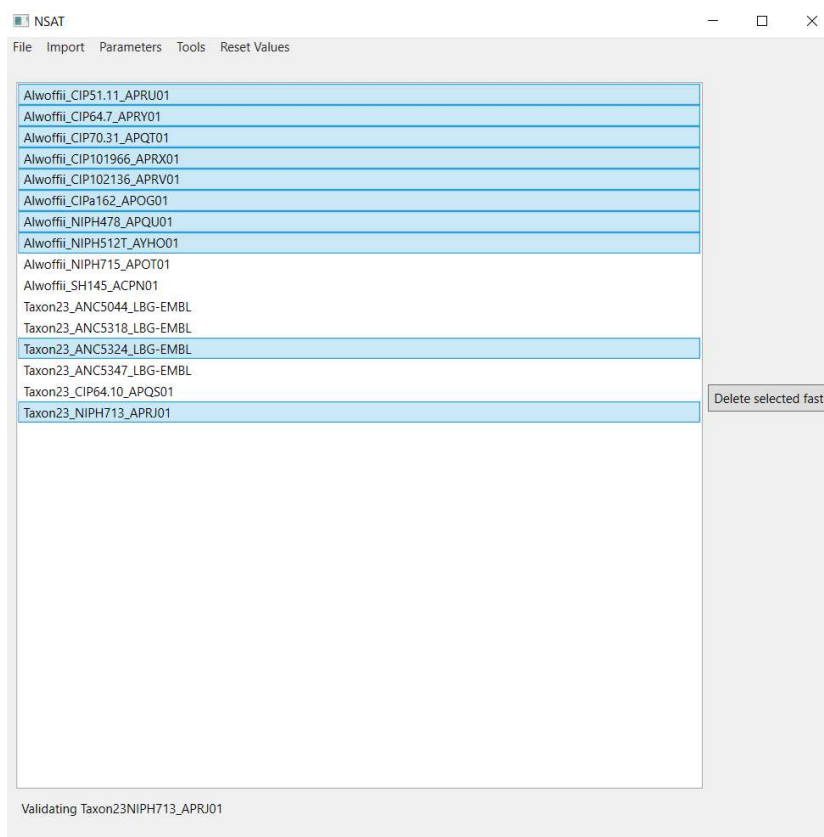 NSAT
File Import Parameters Tools Reset Values
Alwoffii_CIP51.11_APRU01
Alwoffii_CIP64.7_APRY01
Alwoffii_CIP70.31_APQT01
Alwoffii_CIP101966_APRX01
Alwoffii_CIP102136_APRV01
Alwoffii_CIPa162_APOG01
Alwoffii_NIPH478_APQU01
Alwoffii_NIPH512T_AYHO01
Alwoffii_NIPH715_APOT01
Alwoffii_SH145_ACPN01
Taxon23_ANC5044_LBG-EMBL
Taxon23_ANC5318_LBG-EMBL
Taxon23_ANC5324_LBG-EMBL
Taxon23_ANC5347_LBG-EMBL
Taxon23_CIP64.10_APQS01
Delete selected fast
Taxon23_NIPH713_APRJ01
Validating Taxon23NIPH713_APRJ01